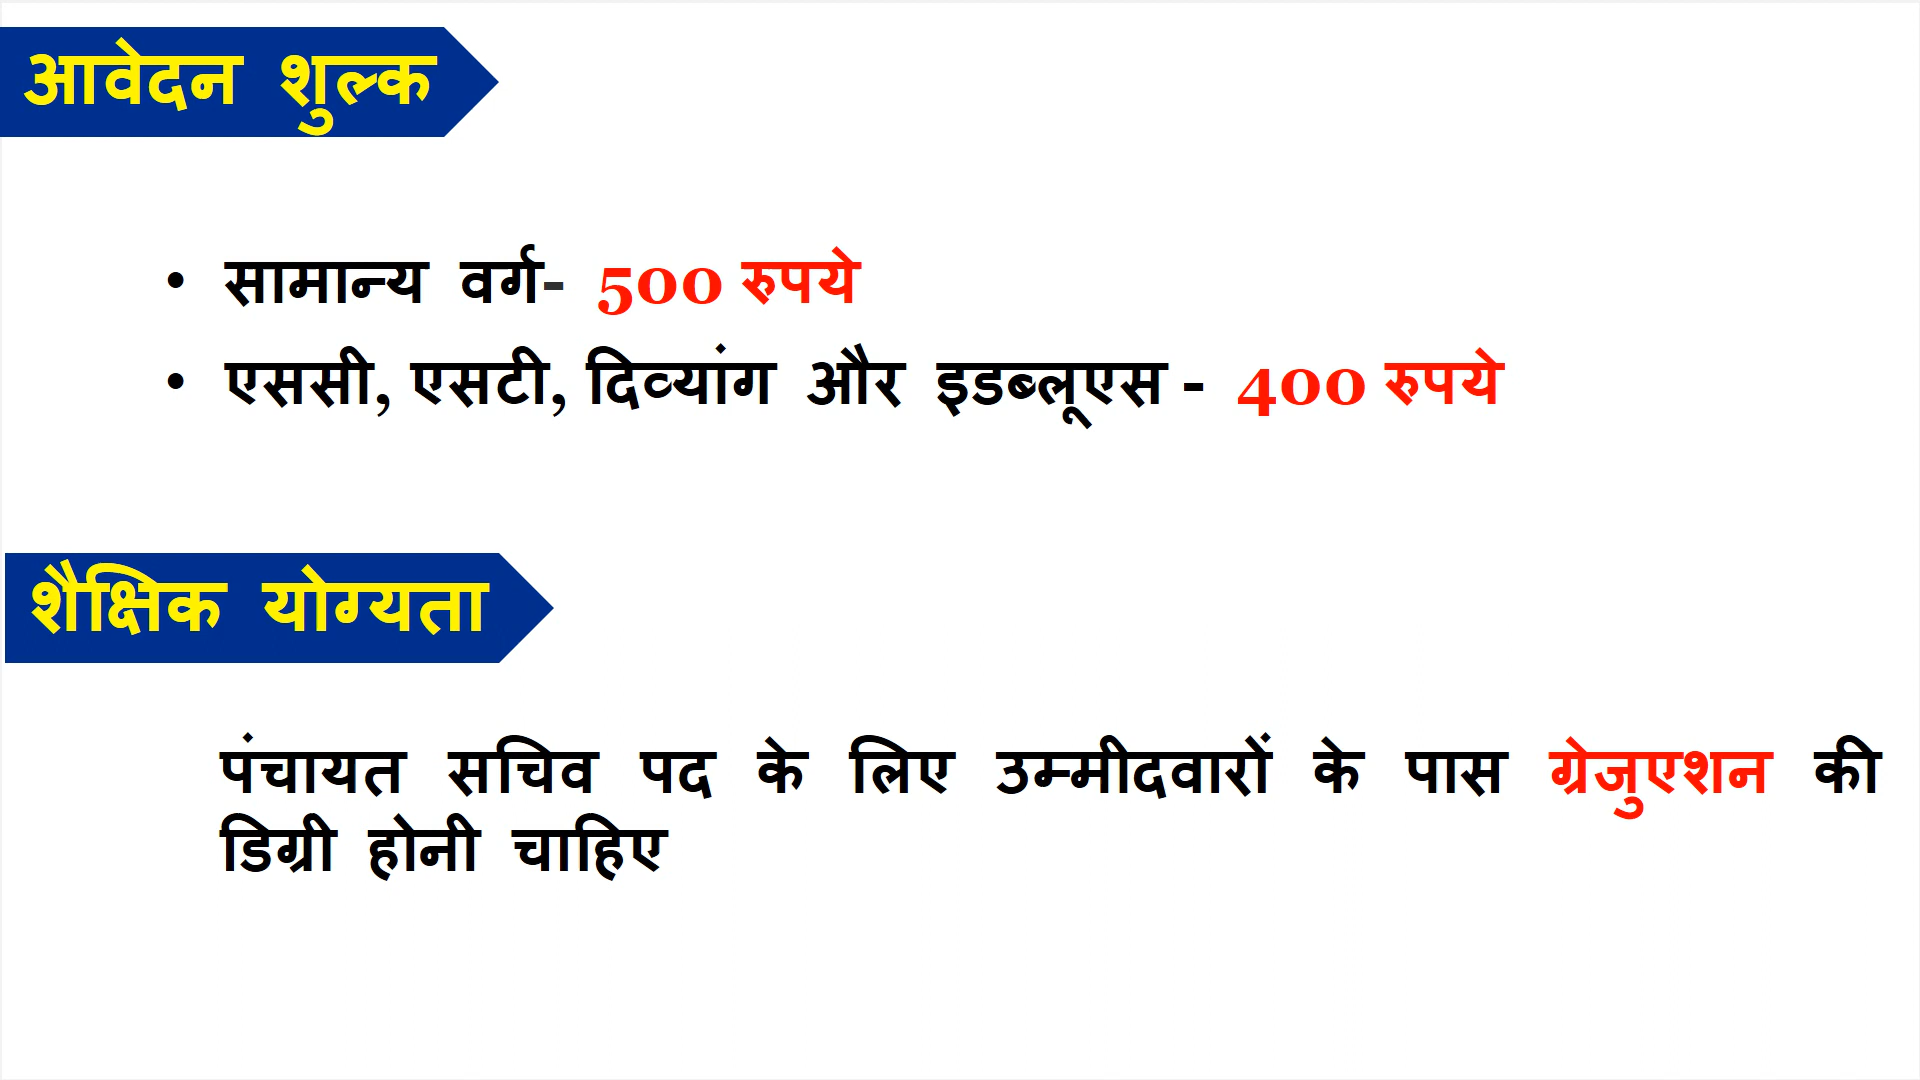 आवेदन शुल्क
• सामान्य वर्ग- 500 रुपये
• एससी, एसटी, दिव्यांग और इडब्लूएस - 400 रुपये
शैक्षिक योग्यता
पंचायत सचिव पद के लिए उम्मीदवारों के पास ग्रेजुएशन की
डिग्री होनी चाहिए